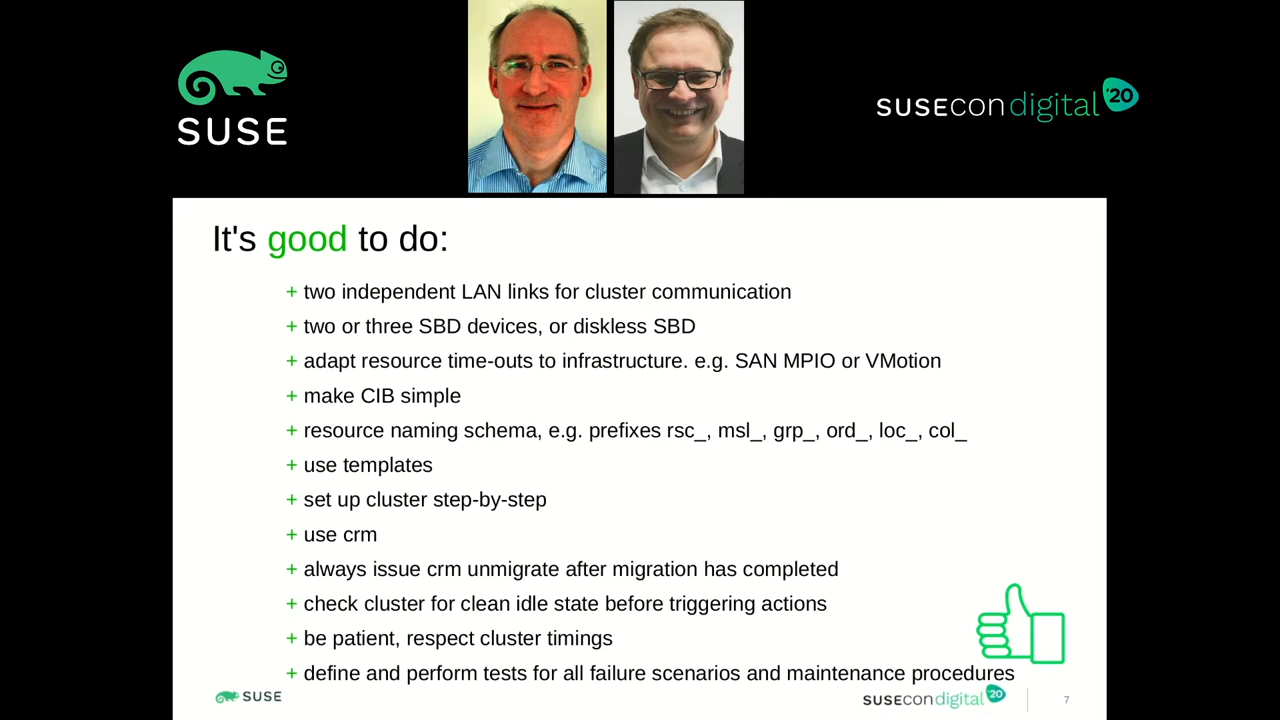 SUSE
SUSEcon digital '20
It's good to do:
+ two independent LAN links for cluster communication
+ two or three SBD devices, or diskless SBD
+ adapt resource time-outs to infrastructure. e.g. SAN MPIO or VMotion
+ make CIB simple
+ resource naming schema, e.g. prefixes rsc_, msl_, grp_, ord_, loc_, col_
+ use templates
+ set up cluster step-by-step
+ use crm
+ always issue crm unmigrate after migration has completed
+ check cluster for clean idle state before triggering actions
+ be patient, respect cluster timings
+ define and perform tests for all failure scenarios and maintenance procedures
SUSE
SUSEcon digital '20
7